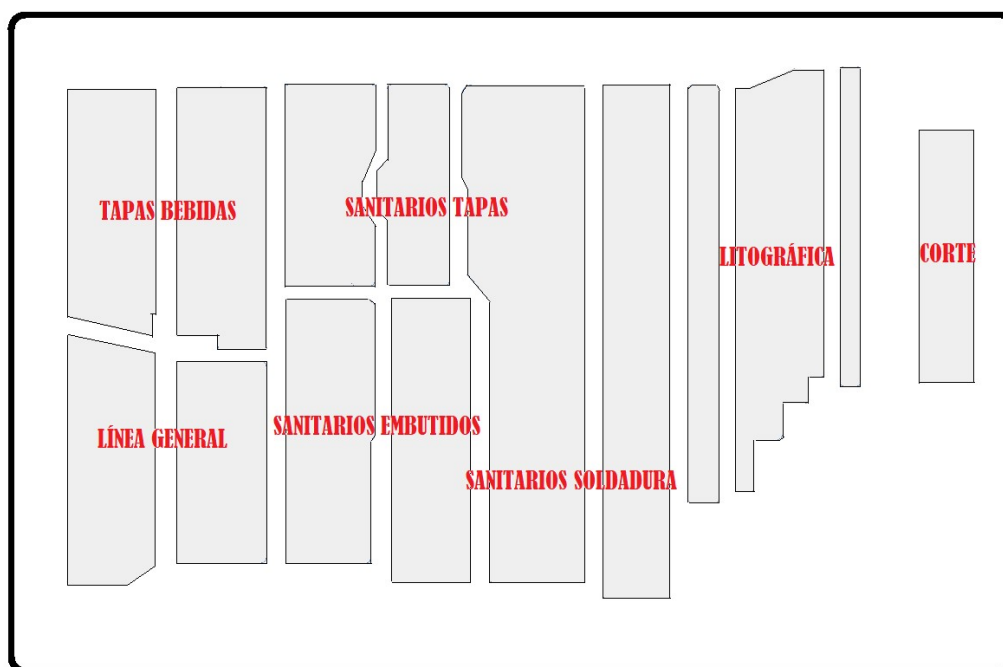 TAPAS BEBIDAS
SANITARIOS TAPAS
LITOGRÁFICA
CORTE
LÍNEA GENERAL
SANITARIOS EMBUTIDOS
SANITARIOS SOLDADURA